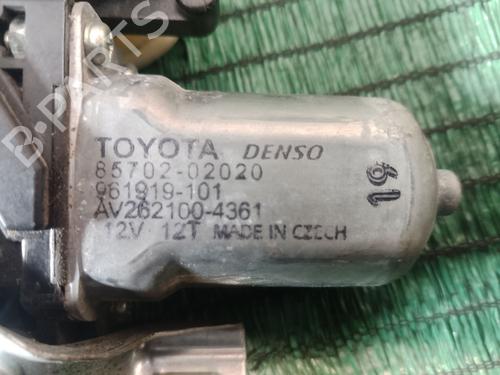 TOYOTA DENSO
85702-02020
961919-101
AV262100-4361
12V 12T MADE IN CZECH
19
B-PARTS